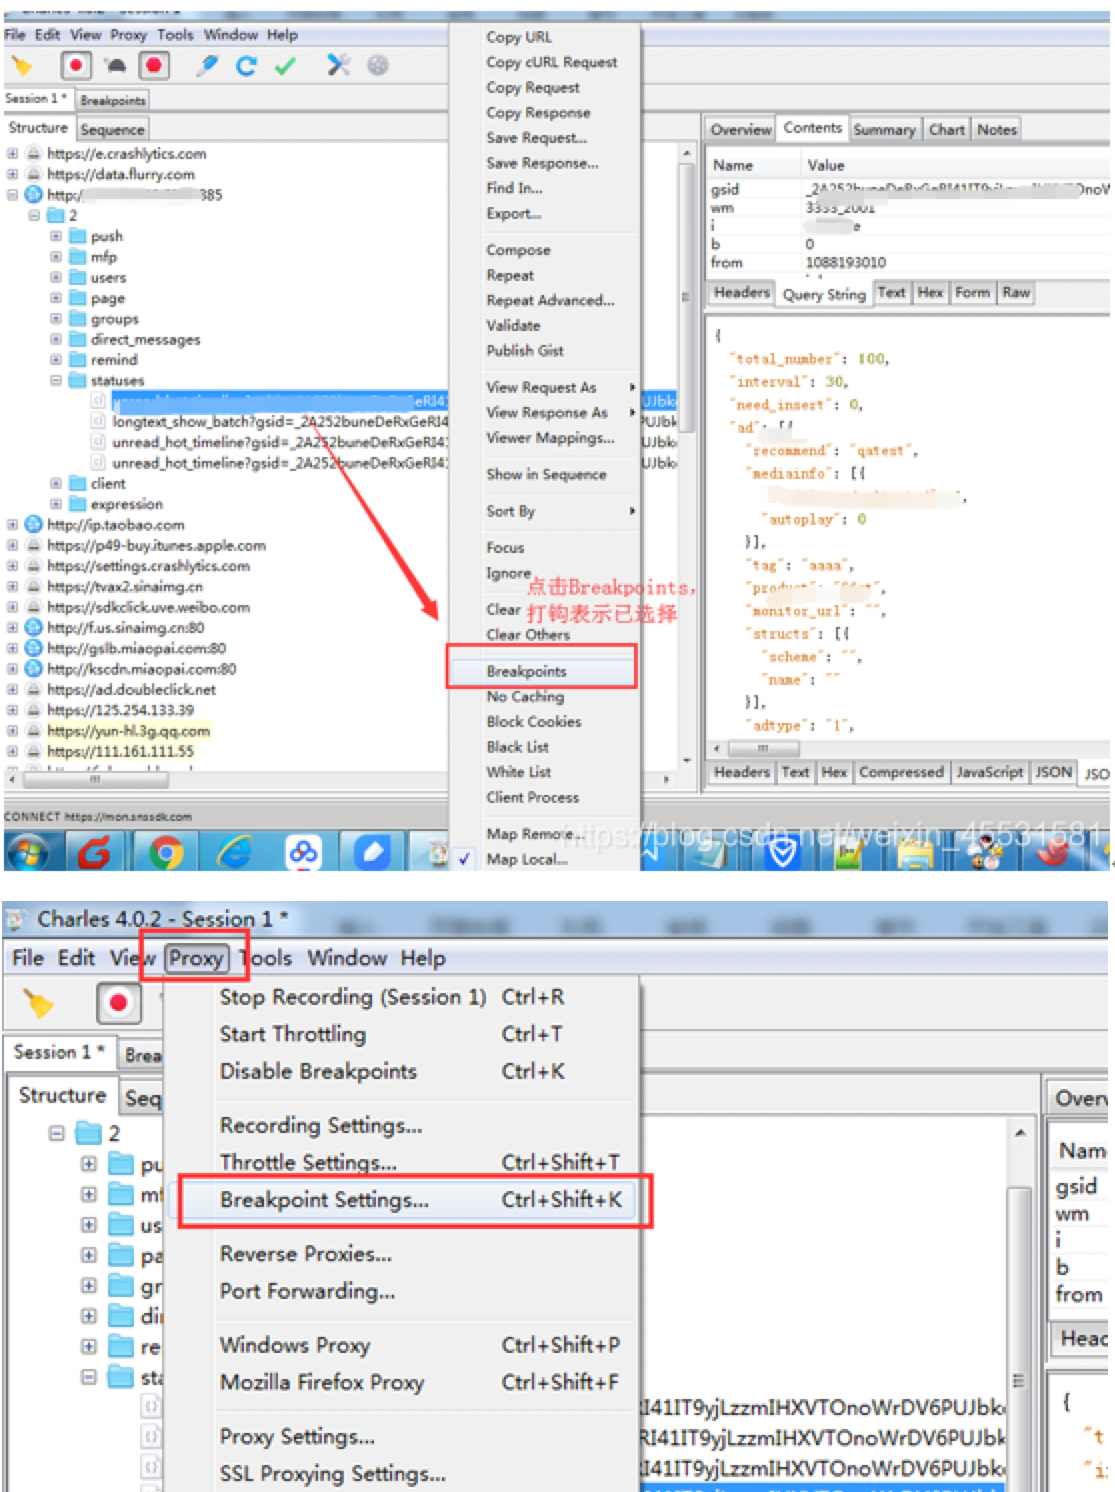 File Edit View Proxy Tools Window Help
Session 1 * Breakpoints
Structure Sequence
https://e.crashlytics.com
https://data.flurry.com
http:/ 385
2
push
mfp
users
page
groups
direct_messages
remind
statuses
eRI4 UJbk
longtext_show_batch?gsid=_2A252buneDeRxGeRI4 PUJbk
unread_hot_timeline?gsid=_2A252buneDeRxGeRI41 UJbk
unread_hot_timeline?gsid=_2A252buneDeRxGeRI41 UJbk
client
expression
http://ip.taobao.com
https://p49-buy.itunes.apple.com
https://settings.crashlytics.com
https://tvax2.sinaimg.cn
https://sdkclick.uve.weibo.com
http://f.us.sinaimg.cn:80
http://gslb.miaopai.com:80
http://kscdn.miaopai.com:80
https://ad.doubleclick.net
https://125.254.133.39
https://yun-hl.3g.qq.com
https://111.161.111.55
CONNECT https://mon.snssdk.com
Copy URL
Copy cURL Request
Copy Request
Copy Response
Save Request...
Save Response...
Find In...
Export...
Compose
Repeat
Repeat Advanced...
Validate
Publish Gist
View Request As
View Response As
Viewer Mappings...
Show in Sequence
Sort By
Focus
Ignore
点击Breakpoints,
打钩表示已选择
Clear
Clear Others
Breakpoints
No Caching
Block Cookies
Black List
White List
Client Process
Map Remote...
Map Local...
Overview Contents Summary Chart Notes
Name Value
gsid
wm 3333_2001
i e
b 0
from 1088193010
Headers Query String Text Hex Form Raw
{
"total_number": 100,
"interval": 30,
"need_insert": 0,
"ad": [{
"recommend": "qatest",
"mediainfo": [{
"autoplay": 0
}],
"tag": "aaaa",
"monitor_url": "",
"structs": [{
"scheme": "",
"name": ""
}],
"adtype": "1",
Headers Text Hex Compressed JavaScript JSON JSO
https://blog.csdn.net/weixin_45531581
Charles 4.0.2 - Session 1 *
File Edit View Proxy Tools Window Help
Session 1 * Brea
Structure Seq
2
pu
mf
us
pa
gr
di
re
sta
Stop Recording (Session 1) Ctrl+R
Start Throttling Ctrl+T
Disable Breakpoints Ctrl+K
Recording Settings...
Throttle Settings... Ctrl+Shift+T
Breakpoint Settings... Ctrl+Shift+K
Reverse Proxies...
Port Forwarding...
Windows Proxy Ctrl+Shift+P
Mozilla Firefox Proxy Ctrl+Shift+F
Proxy Settings...
SSL Proxying Settings...
RI41IT9yjLzzmIHXVTOnoWrDV6PUJbk
RI41IT9yjLzzmIHXVTOnoWrDV6PUJbk
RI41IT9yjLzzmIHXVTOnoWrDV6PUJbk
Overv
Nam
gsid
wm
i
b
from
Head
{
"t
"i